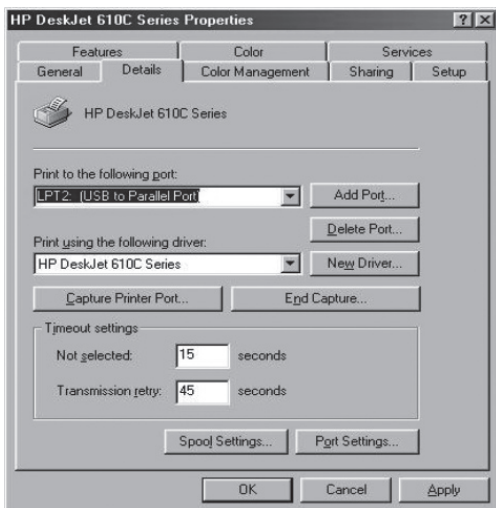 HP DeskJet 610C Series Properties
Features Color Services
General Details Color Management Sharing Setup
HP DeskJet 610C Series
Print to the following port:
LPT2: (USB to Parallel Port)
Add Port...
Delete Port...
Print using the following driver:
HP DeskJet 610C Series
New Driver...
Capture Printer Port... End Capture...
Timeout settings
Not selected: 15 seconds
Transmission retry: 45 seconds
Spool Settings... Port Settings...
OK Cancel Apply